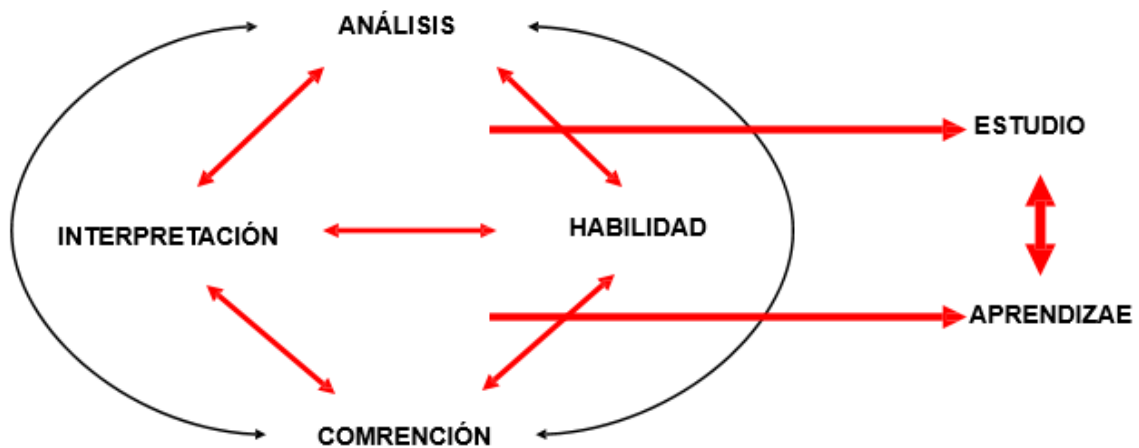 ANÁLISIS
ESTUDIO
INTERPRETACIÓN
HABILIDAD
APRENDIZAE
COMRENCIÓN